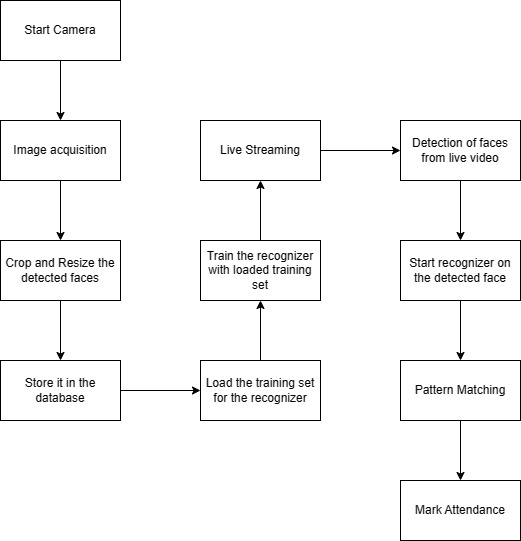 Start Camera
Image acquisition
Crop and Resize the
detected faces
Store it in the
database
Load the training set
for the recognizer
Train the recognizer
with loaded training
set
Live Streaming
Detection of faces
from live video
Start recognizer on
the detected face
Pattern Matching
Mark Attendance